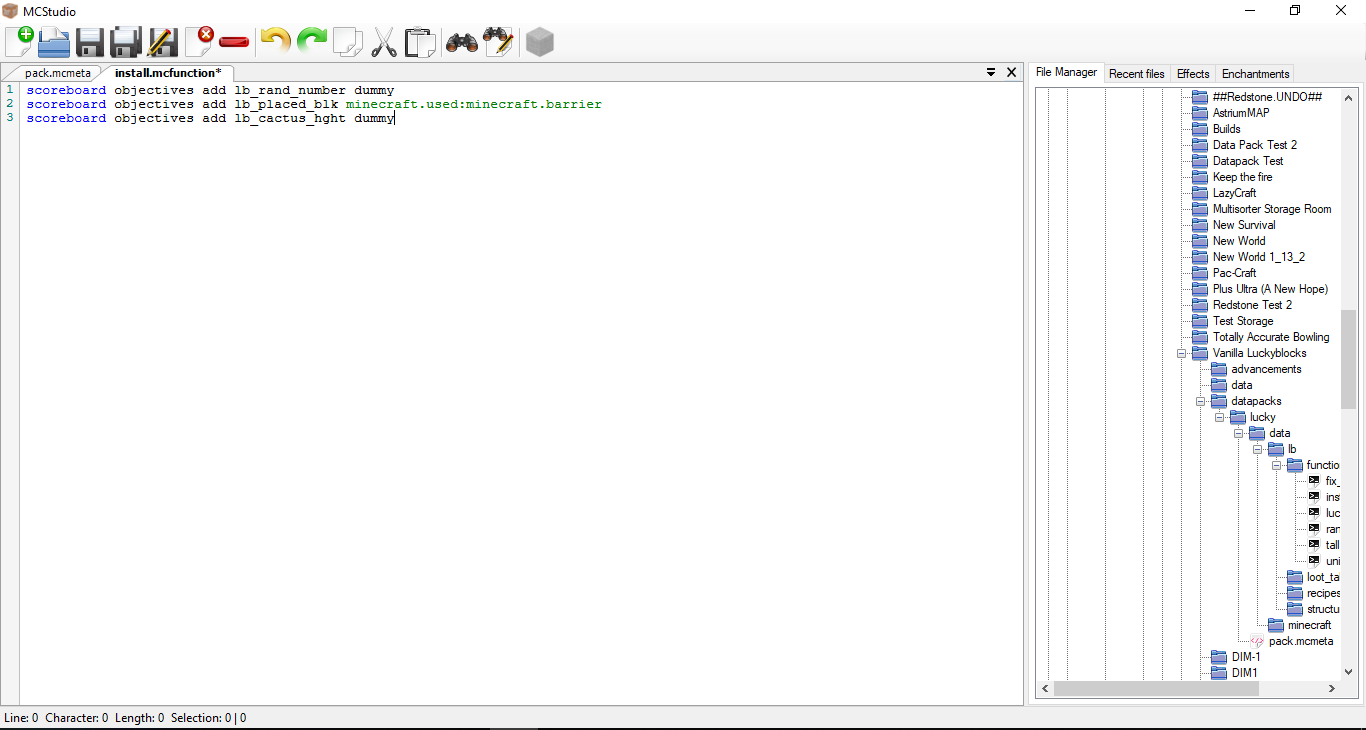 MCStudio
pack.mcmeta
install.mcfunction*
1 scoreboard objectives add lb_rand_number dummy
2 scoreboard objectives add lb_placed_blk minecraft.used:minecraft.barrier
3 scoreboard objectives add lb_cactus_hght dummy
File Manager
Recent files
Effects
Enchantments
##Redstone.UNDO##
AstriumMAP
Builds
Data Pack Test 2
Datapack Test
Keep the fire
LazyCraft
Multisorter Storage Room
New Survival
New World
New World 1_13_2
Pac-Craft
Plus Ultra (A New Hope)
Redstone Test 2
Test Storage
Totally Accurate Bowling
Vanilla Luckyblocks
advancements
data
datapacks
lucky
data
lb
functio
fix_
ins
luc
ran
tall
uni
loot_ta
recipes
structu
minecraft
pack.mcmeta
DIM-1
DIM1
Line: 0 Character: 0 Length: 0 Selection: 0 | 0